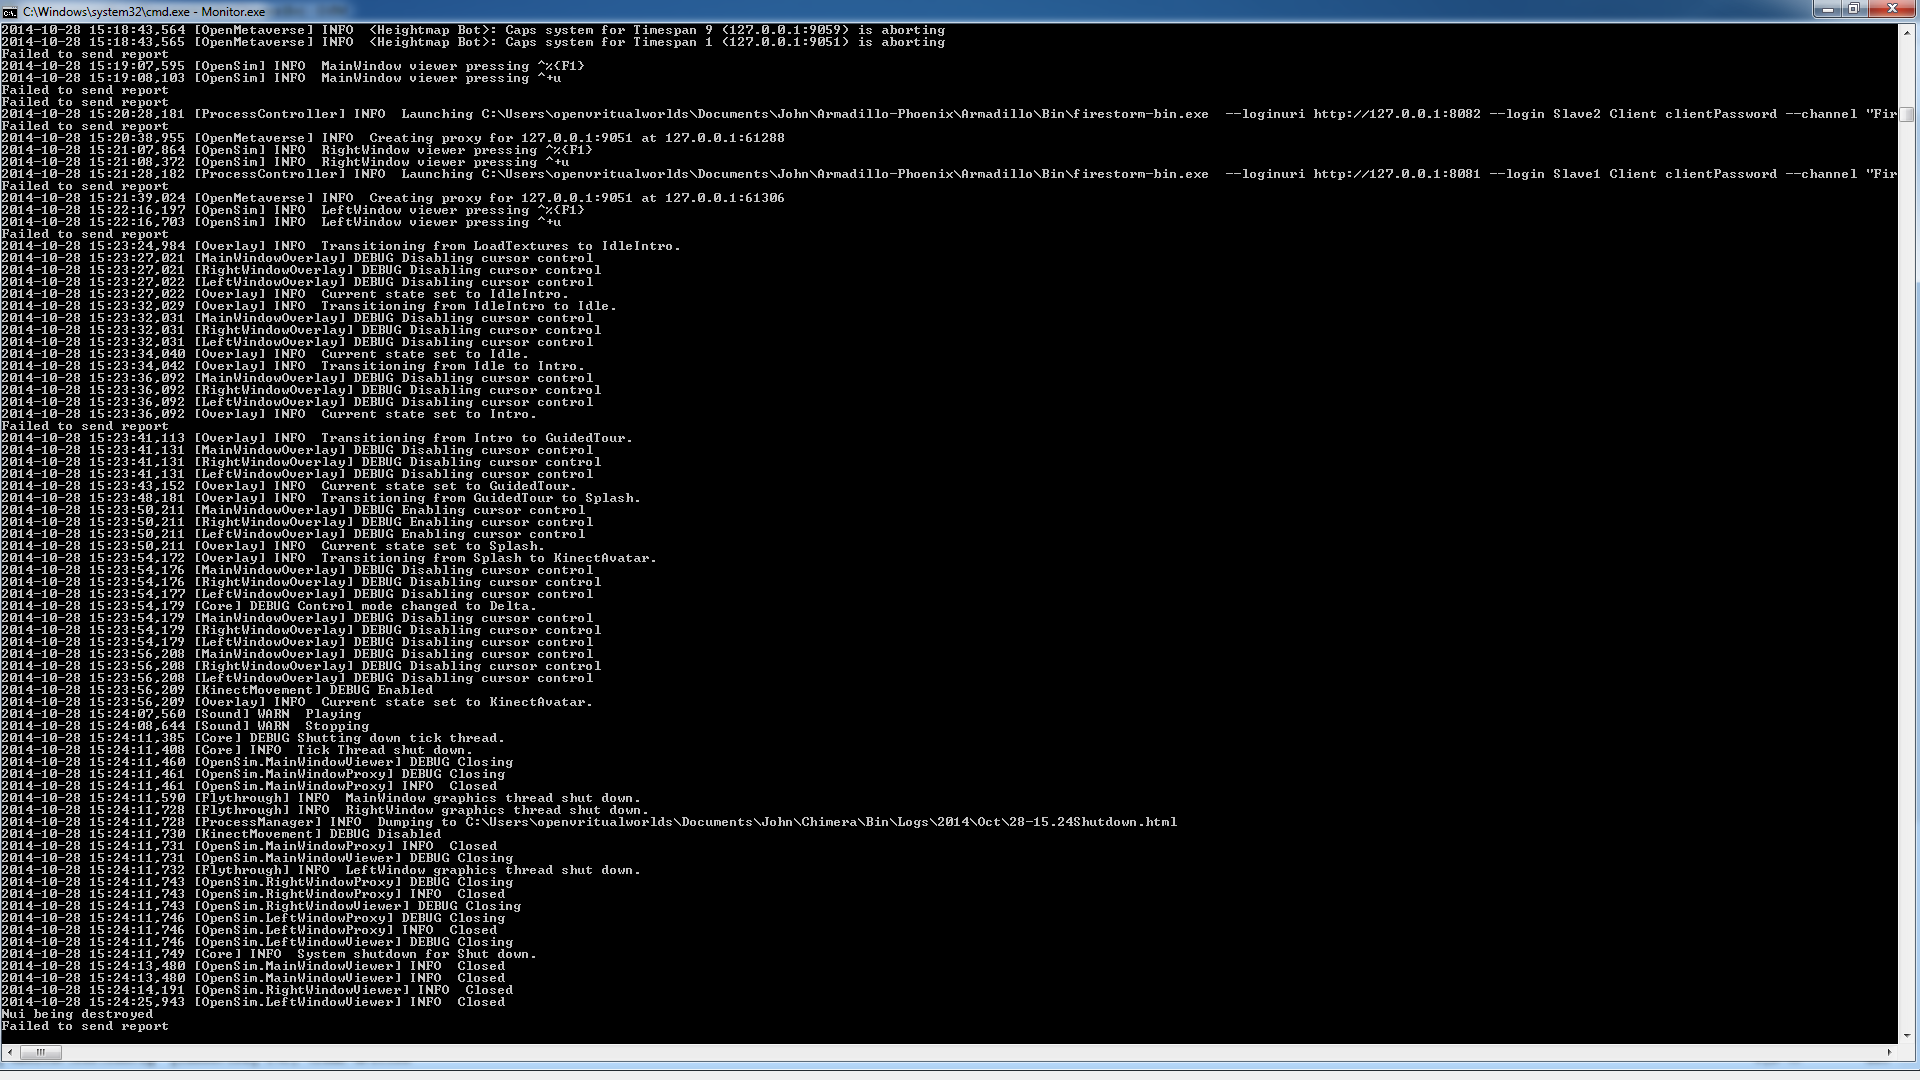 C:\Windows\system32\cmd.exe - Monitor.exe
2014-10-28 15:18:43,564 [OpenMetaverse] INFO  <Heightmap Bot>: Caps system for Timespan 9 (127.0.0.1:9059) is aborting
2014-10-28 15:18:43,565 [OpenMetaverse] INFO  <Heightmap Bot>: Caps system for Timespan 1 (127.0.0.1:9051) is aborting
Failed to send report
2014-10-28 15:19:07,595 [OpenSim] INFO  MainWindow viewer pressing ^%{F1}
2014-10-28 15:19:08,103 [OpenSim] INFO  MainWindow viewer pressing ^+u
Failed to send report
Failed to send report
2014-10-28 15:20:28,181 [ProcessController] INFO  Launching C:\Users\openvritualworlds\Documents\John\Armadillo-Phoenix\Armadillo\Bin\firestorm-bin.exe  --loginuri http://127.0.0.1:8082 --login Slave2 Client clientPassword --channel "Fir
Failed to send report
2014-10-28 15:20:38,955 [OpenMetaverse] INFO  Creating proxy for 127.0.0.1:9051 at 127.0.0.1:61288
2014-10-28 15:21:07,864 [OpenSim] INFO  RightWindow viewer pressing ^%{F1}
2014-10-28 15:21:08,372 [OpenSim] INFO  RightWindow viewer pressing ^+u
2014-10-28 15:21:28,182 [ProcessController] INFO  Launching C:\Users\openvritualworlds\Documents\John\Armadillo-Phoenix\Armadillo\Bin\firestorm-bin.exe  --loginuri http://127.0.0.1:8081 --login Slave1 Client clientPassword --channel "Fir
Failed to send report
2014-10-28 15:21:39,024 [OpenMetaverse] INFO  Creating proxy for 127.0.0.1:9051 at 127.0.0.1:61306
2014-10-28 15:22:16,197 [OpenSim] INFO  LeftWindow viewer pressing ^%{F1}
2014-10-28 15:22:16,703 [OpenSim] INFO  LeftWindow viewer pressing ^+u
Failed to send report
2014-10-28 15:23:24,984 [Overlay] INFO  Transitioning from LoadTextures to IdleIntro.
2014-10-28 15:23:27,021 [MainWindowOverlay] DEBUG Disabling cursor control
2014-10-28 15:23:27,021 [RightWindowOverlay] DEBUG Disabling cursor control
2014-10-28 15:23:27,022 [LeftWindowOverlay] DEBUG Disabling cursor control
2014-10-28 15:23:27,022 [Overlay] INFO  Current state set to IdleIntro.
2014-10-28 15:23:32,029 [Overlay] INFO  Transitioning from IdleIntro to Idle.
2014-10-28 15:23:32,031 [MainWindowOverlay] DEBUG Disabling cursor control
2014-10-28 15:23:32,031 [RightWindowOverlay] DEBUG Disabling cursor control
2014-10-28 15:23:32,031 [LeftWindowOverlay] DEBUG Disabling cursor control
2014-10-28 15:23:34,040 [Overlay] INFO  Current state set to Idle.
2014-10-28 15:23:34,042 [Overlay] INFO  Transitioning from Idle to Intro.
2014-10-28 15:23:36,092 [MainWindowOverlay] DEBUG Disabling cursor control
2014-10-28 15:23:36,092 [RightWindowOverlay] DEBUG Disabling cursor control
2014-10-28 15:23:36,092 [LeftWindowOverlay] DEBUG Disabling cursor control
2014-10-28 15:23:36,092 [Overlay] INFO  Current state set to Intro.
Failed to send report
2014-10-28 15:23:41,113 [Overlay] INFO  Transitioning from Intro to GuidedTour.
2014-10-28 15:23:41,131 [MainWindowOverlay] DEBUG Disabling cursor control
2014-10-28 15:23:41,131 [RightWindowOverlay] DEBUG Disabling cursor control
2014-10-28 15:23:41,131 [LeftWindowOverlay] DEBUG Disabling cursor control
2014-10-28 15:23:43,152 [Overlay] INFO  Current state set to GuidedTour.
2014-10-28 15:23:48,181 [Overlay] INFO  Transitioning from GuidedTour to Splash.
2014-10-28 15:23:50,211 [MainWindowOverlay] DEBUG Enabling cursor control
2014-10-28 15:23:50,211 [RightWindowOverlay] DEBUG Enabling cursor control
2014-10-28 15:23:50,211 [LeftWindowOverlay] DEBUG Enabling cursor control
2014-10-28 15:23:50,211 [Overlay] INFO  Current state set to Splash.
2014-10-28 15:23:54,172 [Overlay] INFO  Transitioning from Splash to KinectAvatar.
2014-10-28 15:23:54,176 [MainWindowOverlay] DEBUG Disabling cursor control
2014-10-28 15:23:54,176 [RightWindowOverlay] DEBUG Disabling cursor control
2014-10-28 15:23:54,177 [LeftWindowOverlay] DEBUG Disabling cursor control
2014-10-28 15:23:54,179 [Core] DEBUG Control mode changed to Delta.
2014-10-28 15:23:54,179 [MainWindowOverlay] DEBUG Disabling cursor control
2014-10-28 15:23:54,179 [RightWindowOverlay] DEBUG Disabling cursor control
2014-10-28 15:23:54,179 [LeftWindowOverlay] DEBUG Disabling cursor control
2014-10-28 15:23:56,208 [MainWindowOverlay] DEBUG Disabling cursor control
2014-10-28 15:23:56,208 [RightWindowOverlay] DEBUG Disabling cursor control
2014-10-28 15:23:56,208 [LeftWindowOverlay] DEBUG Disabling cursor control
2014-10-28 15:23:56,209 [KinectMovement] DEBUG Enabled
2014-10-28 15:23:56,209 [Overlay] INFO  Current state set to KinectAvatar.
2014-10-28 15:24:07,560 [Sound] WARN  Playing
2014-10-28 15:24:08,644 [Sound] WARN  Stopping
2014-10-28 15:24:11,385 [Core] DEBUG Shutting down tick thread.
2014-10-28 15:24:11,408 [Core] INFO  Tick Thread shut down.
2014-10-28 15:24:11,460 [OpenSim.MainWindowViewer] DEBUG Closing
2014-10-28 15:24:11,461 [OpenSim.MainWindowProxy] DEBUG Closing
2014-10-28 15:24:11,461 [OpenSim.MainWindowProxy] INFO  Closed
2014-10-28 15:24:11,590 [Flythrough] INFO  MainWindow graphics thread shut down.
2014-10-28 15:24:11,728 [Flythrough] INFO  RightWindow graphics thread shut down.
2014-10-28 15:24:11,728 [ProcessManager] INFO  Dumping to C:\Users\openvritualworlds\Documents\John\Chimera\Bin\Logs\2014\Oct\28-15.24Shutdown.html
2014-10-28 15:24:11,730 [KinectMovement] DEBUG Disabled
2014-10-28 15:24:11,731 [OpenSim.MainWindowProxy] INFO  Closed
2014-10-28 15:24:11,731 [OpenSim.MainWindowViewer] DEBUG Closing
2014-10-28 15:24:11,732 [Flythrough] INFO  LeftWindow graphics thread shut down.
2014-10-28 15:24:11,743 [OpenSim.RightWindowProxy] DEBUG Closing
2014-10-28 15:24:11,743 [OpenSim.RightWindowProxy] INFO  Closed
2014-10-28 15:24:11,743 [OpenSim.RightWindowViewer] DEBUG Closing
2014-10-28 15:24:11,746 [OpenSim.LeftWindowProxy] DEBUG Closing
2014-10-28 15:24:11,746 [OpenSim.LeftWindowProxy] INFO  Closed
2014-10-28 15:24:11,746 [OpenSim.LeftWindowViewer] DEBUG Closing
2014-10-28 15:24:11,749 [Core] INFO  System shutdown for Shut down.
2014-10-28 15:24:13,480 [OpenSim.MainWindowViewer] INFO  Closed
2014-10-28 15:24:13,480 [OpenSim.MainWindowViewer] INFO  Closed
2014-10-28 15:24:14,191 [OpenSim.RightWindowViewer] INFO  Closed
2014-10-28 15:24:25,943 [OpenSim.LeftWindowViewer] INFO  Closed
Nui being destroyed
Failed to send report